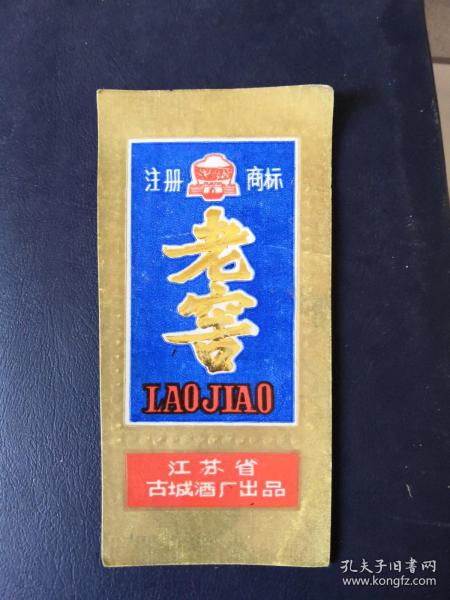 注册 商标
老窖
LAOJIAO
江苏省
古城酒厂出品
孔夫子旧书网
www.kongfz.com